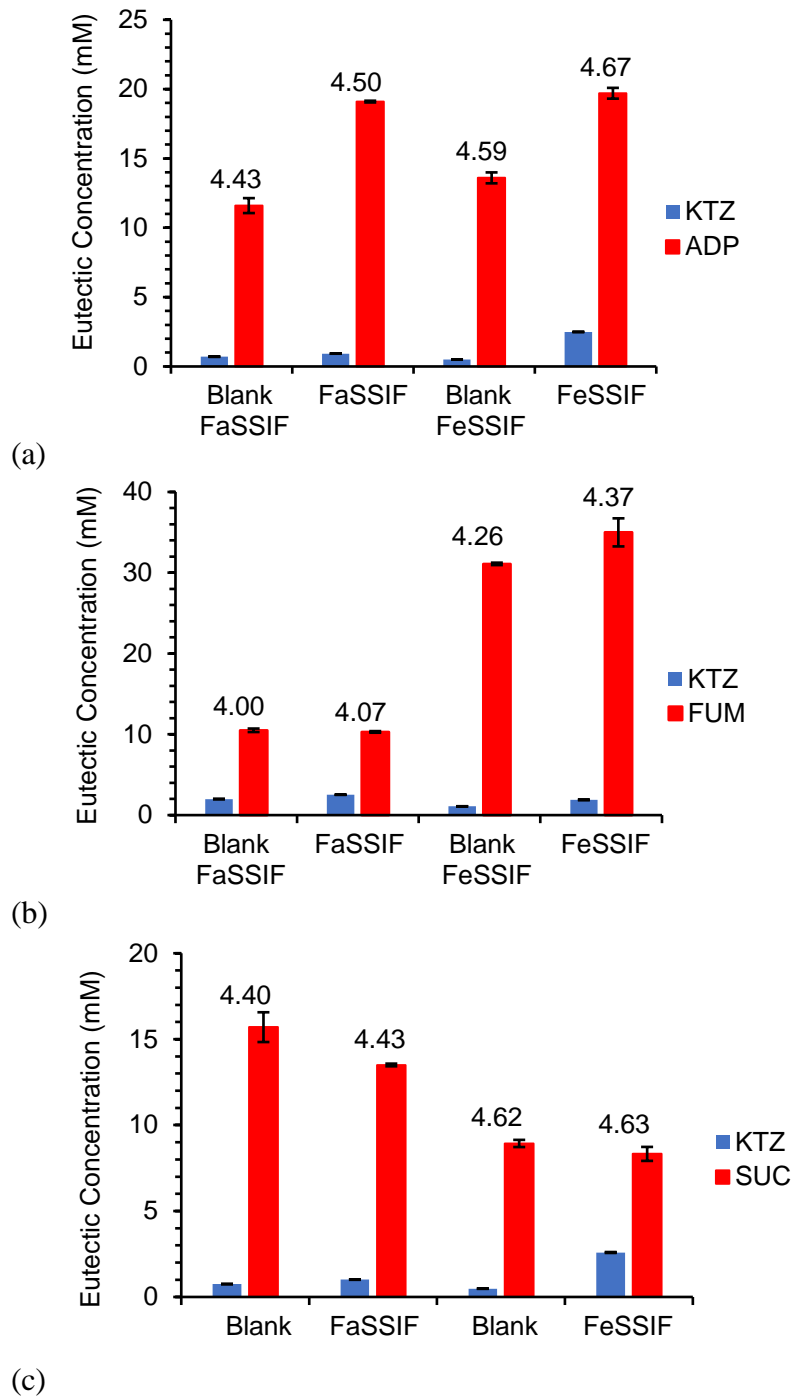 Eutectic Concentration (mM)
25
20
15
10
5
0
4.43
4.50
4.59
4.67
KTZ
ADP
Blank FaSSIF
FaSSIF
Blank FeSSIF
FeSSIF
(a)
Eutectic Concentration (mM)
40
30
20
10
0
4.00
4.07
4.26
4.37
KTZ
FUM
Blank FaSSIF
FaSSIF
Blank FeSSIF
FeSSIF
(b)
Eutectic Concentration (mM)
20
15
10
5
0
4.40
4.43
4.62
4.63
KTZ
SUC
Blank
FaSSIF
Blank
FeSSIF
(c)